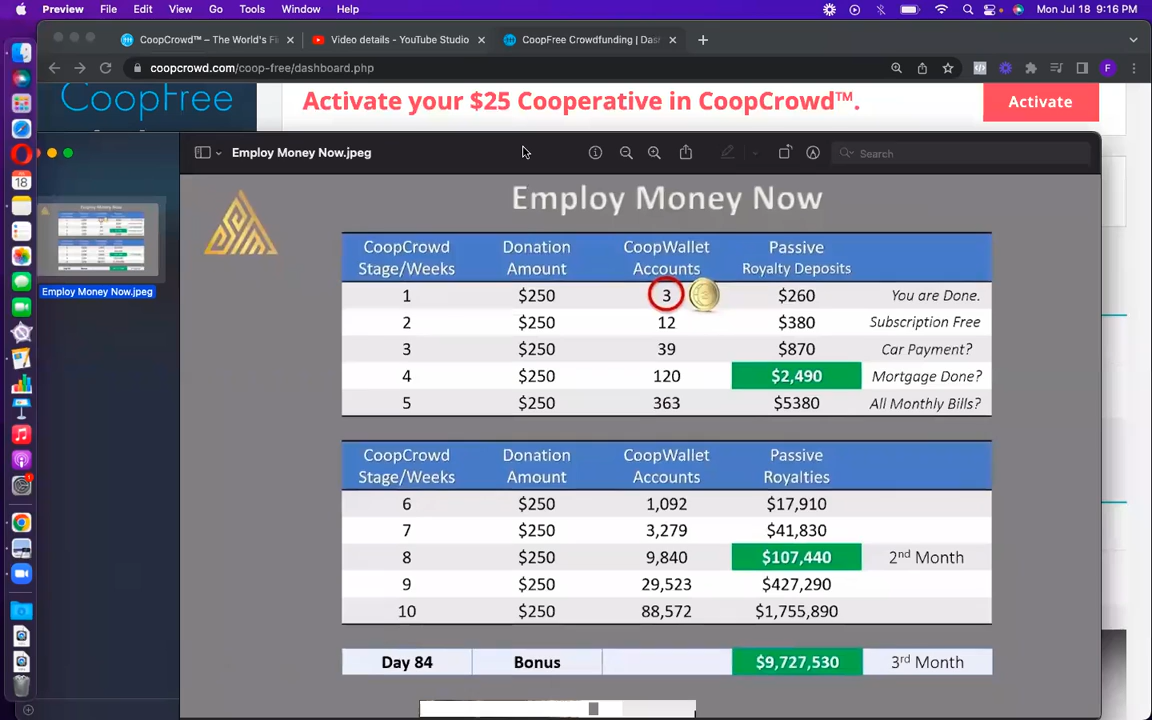 Preview File Edit View Go Tools Window Help Mon Jul 18 9:16 PM
CoopCrowd™ – The World's Fi Video details - YouTube Studio CoopFree Crowdfunding | Das
coopcrowd.com/coop-free/dashboard.php F
CoopFree Activate your $25 Cooperative in CoopCrowd™. Activate
Employ Money Now.jpeg Search
Employ Money Now
CoopCrowd Donation CoopWallet Passive
Stage/Weeks Amount Accounts Royalty Deposits
1 $250 3 $260 You are Done.
2 $250 12 $380 Subscription Free
3 $250 39 $870 Car Payment?
4 $250 120 $2,490 Mortgage Done?
5 $250 363 $5380 All Monthly Bills?
CoopCrowd Donation CoopWallet Passive
Stage/Weeks Amount Accounts Royalties
6 $250 1,092 $17,910
7 $250 3,279 $41,830
8 $250 9,840 $107,440 2nd Month
9 $250 29,523 $427,290
10 $250 88,572 $1,755,890
Day 84 Bonus $9,727,530 3rd Month
Employ Money Now.jpeg
18